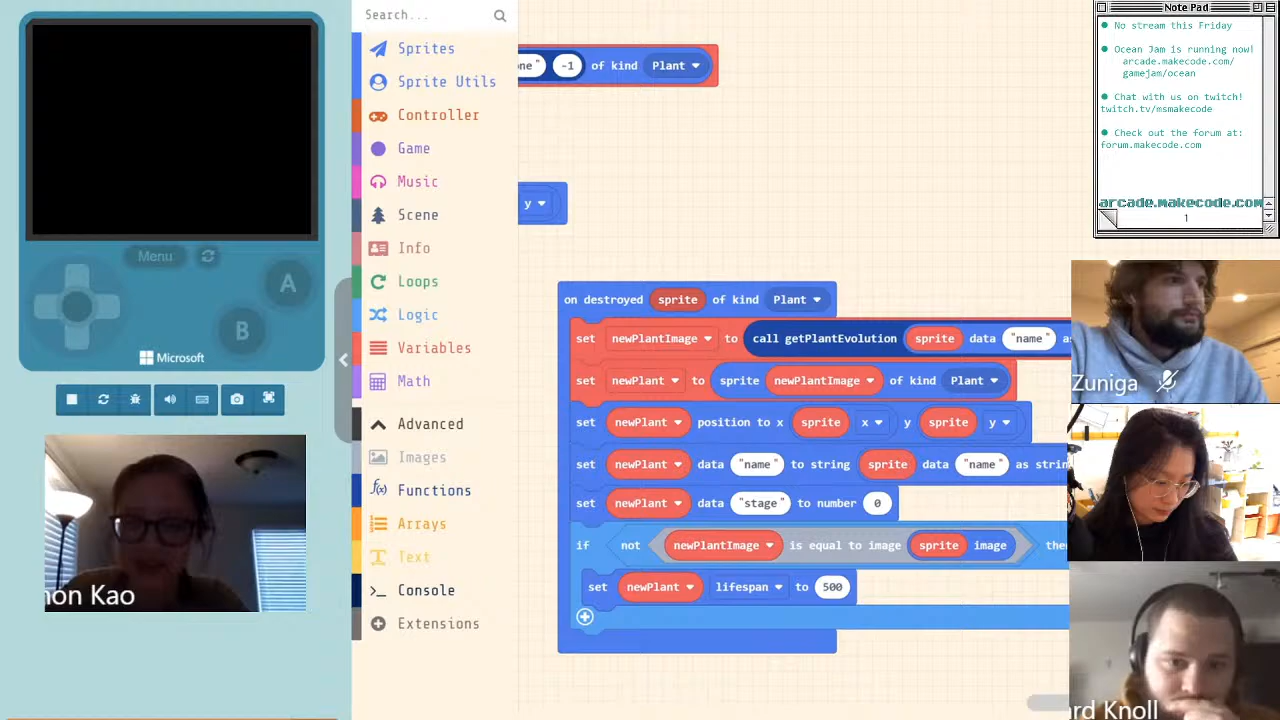 Search...
Sprites
Sprite Utils
Controller
Game
Music
Scene
Info
Loops
Logic
Variables
Math
Advanced
Images
Functions
Arrays
Text
Console
Extensions
Menu
A
B
Microsoft
non Kao
ne" -1 of kind Plant
y
on destroyed sprite of kind Plant
set newPlantImage to call getPlantEvolution sprite data "name" as
set newPlant to sprite newPlantImage of kind Plant
set newPlant position to x sprite x y sprite y
set newPlant data "name" to string sprite data "name" as strin
set newPlant data "stage" to number 0
if not newPlantImage is equal to image sprite image the
set newPlant lifespan to 500
Note Pad
No stream this Friday
Ocean Jam is running now!
arcade.makecode.com/
gamejam/ocean
Chat with us on twitch!
twitch.tv/msmakecode
Check out the forum at:
forum.makecode.com
arcade.makecode.com
1
Zuniga
ard Knoll